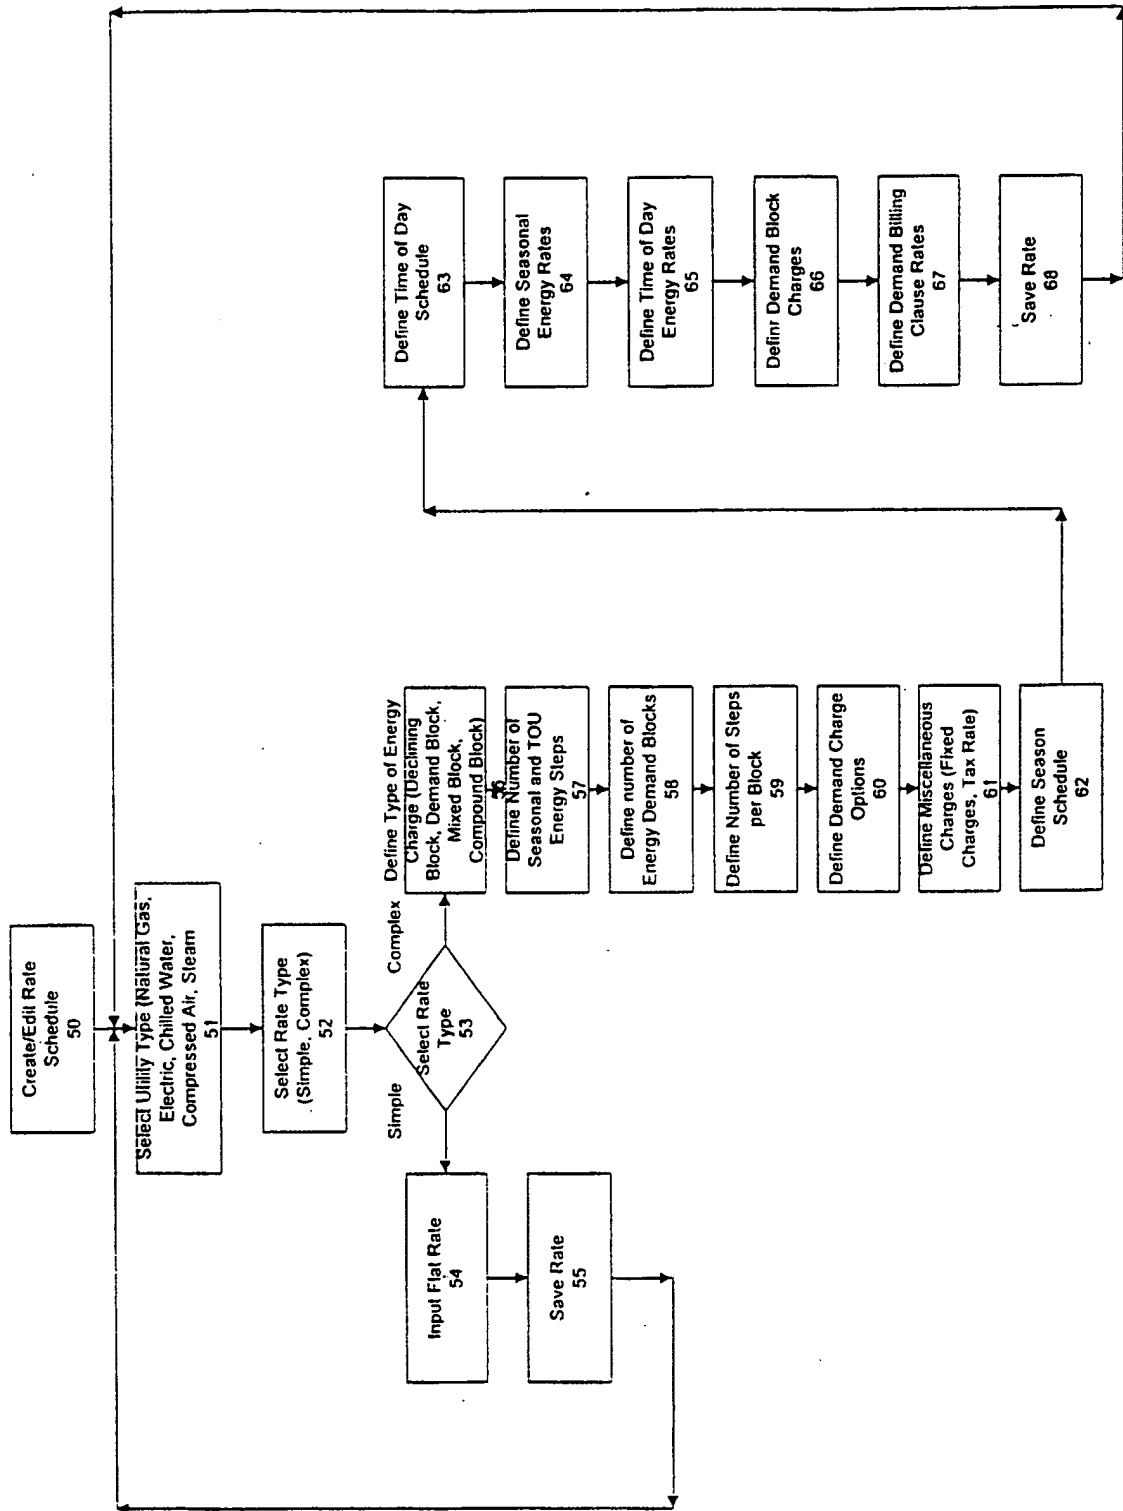 Create/Edit Rate
Schedule
50
Select Utility Type (Natural Gas,
Electric, Chilled Water,
Compressed Air, Steam
51
Select Rate Type
(Simple, Complex)
52
Select Rate
Type
53
Simple
Complex
Input Flat Rate
54
Save Rate
55
Define Type of Energy
Charge (Declining
Block, Demand Block,
Mixed Block,
Compound Block)
56
Define Number of
Seasonal and TOU
Energy Steps
57
Define number of
Energy Demand Blocks
58
Define Number of Steps
per Block
59
Define Demand Charge
Options
60
Define Miscellaneous
Charges (Fixed
Charges, Tax Rate)
61
Define Season
Schedule
62
Define Time of Day
Schedule
63
Define Seasonal
Energy Rates
64
Define Time of Day
Energy Rates
65
Definr Demand Block
Charges
66
Define Demand Billing
Clause Rates
67
Save Rate
68